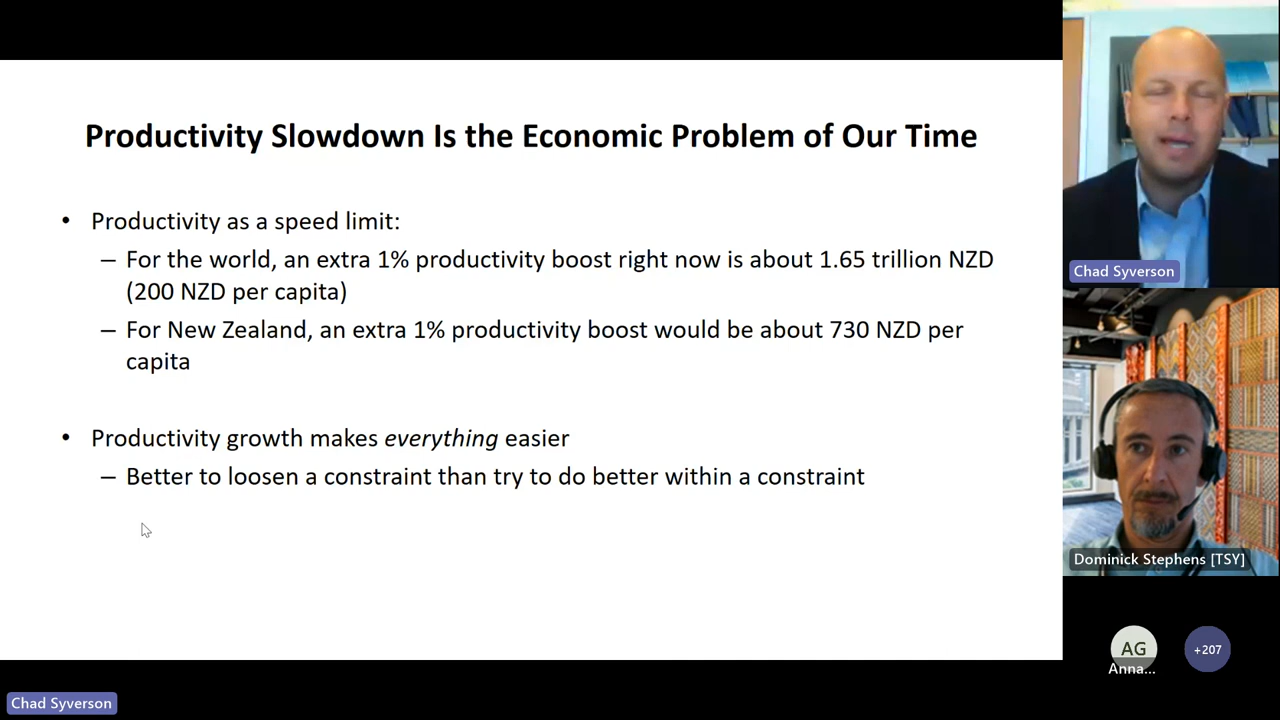 Productivity Slowdown Is the Economic Problem of Our Time
• Productivity as a speed limit:
– For the world, an extra 1% productivity boost right now is about 1.65 trillion NZD
(200 NZD per capita)
– For New Zealand, an extra 1% productivity boost would be about 730 NZD per
capita
• Productivity growth makes everything easier
– Better to loosen a constraint than try to do better within a constraint
Chad Syverson
Dominick Stephens [TSY]
AG
Anna...
+207
Chad Syverson